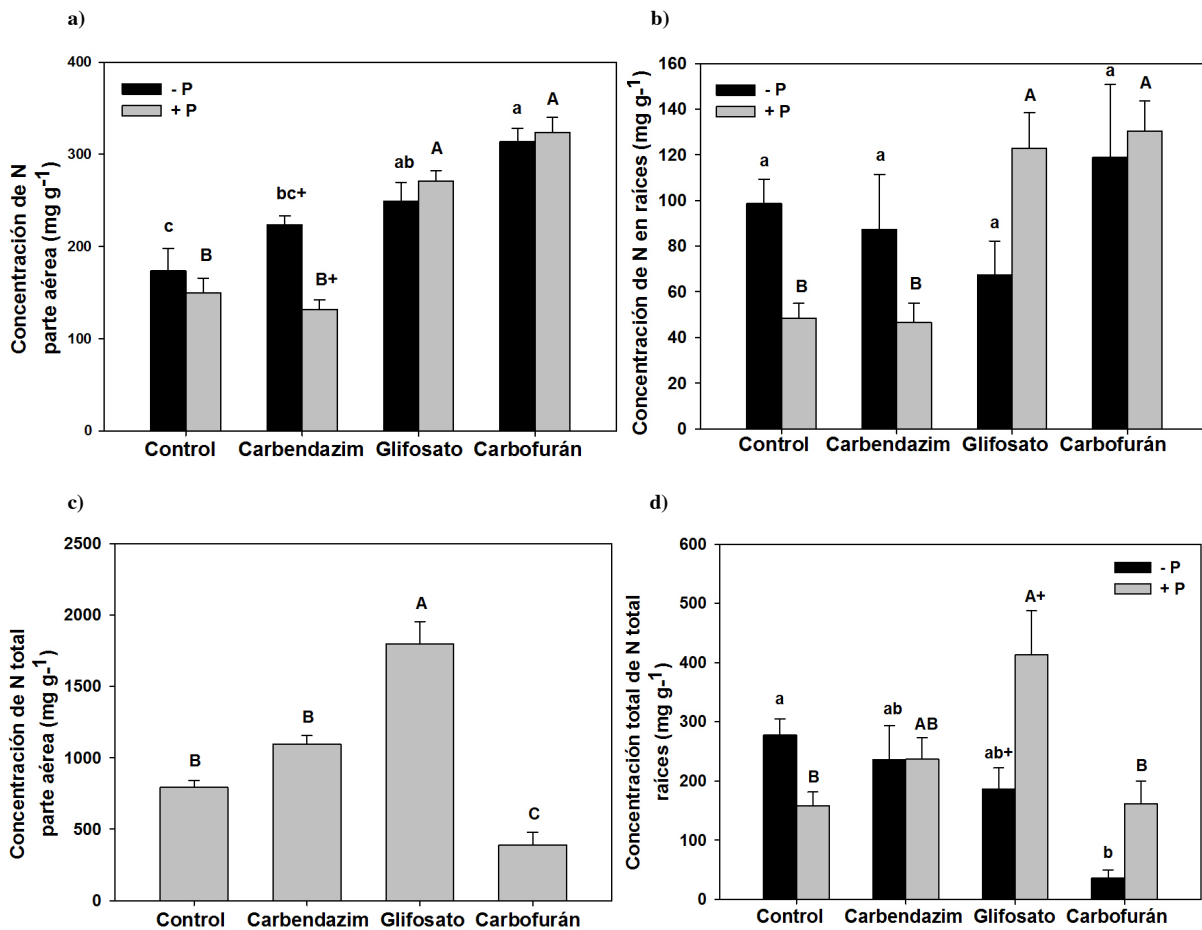 a)
Concentración de N
parte aérea (mg g-1)
400
300
200
100
0
- P
+ P
c
B
bc+
B+
ab
A
a
A
Control
Carbendazim
Glifosato
Carbofurán
b)
Concentración de N en raíces (mg g-1)
160
140
120
100
80
60
40
20
0
- P
+ P
a
B
a
B
a
A
a
A
Control
Carbendazim
Glifosato
Carbofurán
c)
Concentración de N total
parte aérea (mg g-1)
2500
2000
1500
1000
500
0
B
B
A
C
Control
Carbendazim
Glifosato
Carbofurán
d)
Concentración total de N total
raíces (mg g-1)
600
500
400
300
200
100
0
- P
+ P
a
B
ab
AB
ab+
A+
b
B
Control
Carbendazim
Glifosato
Carbofurán